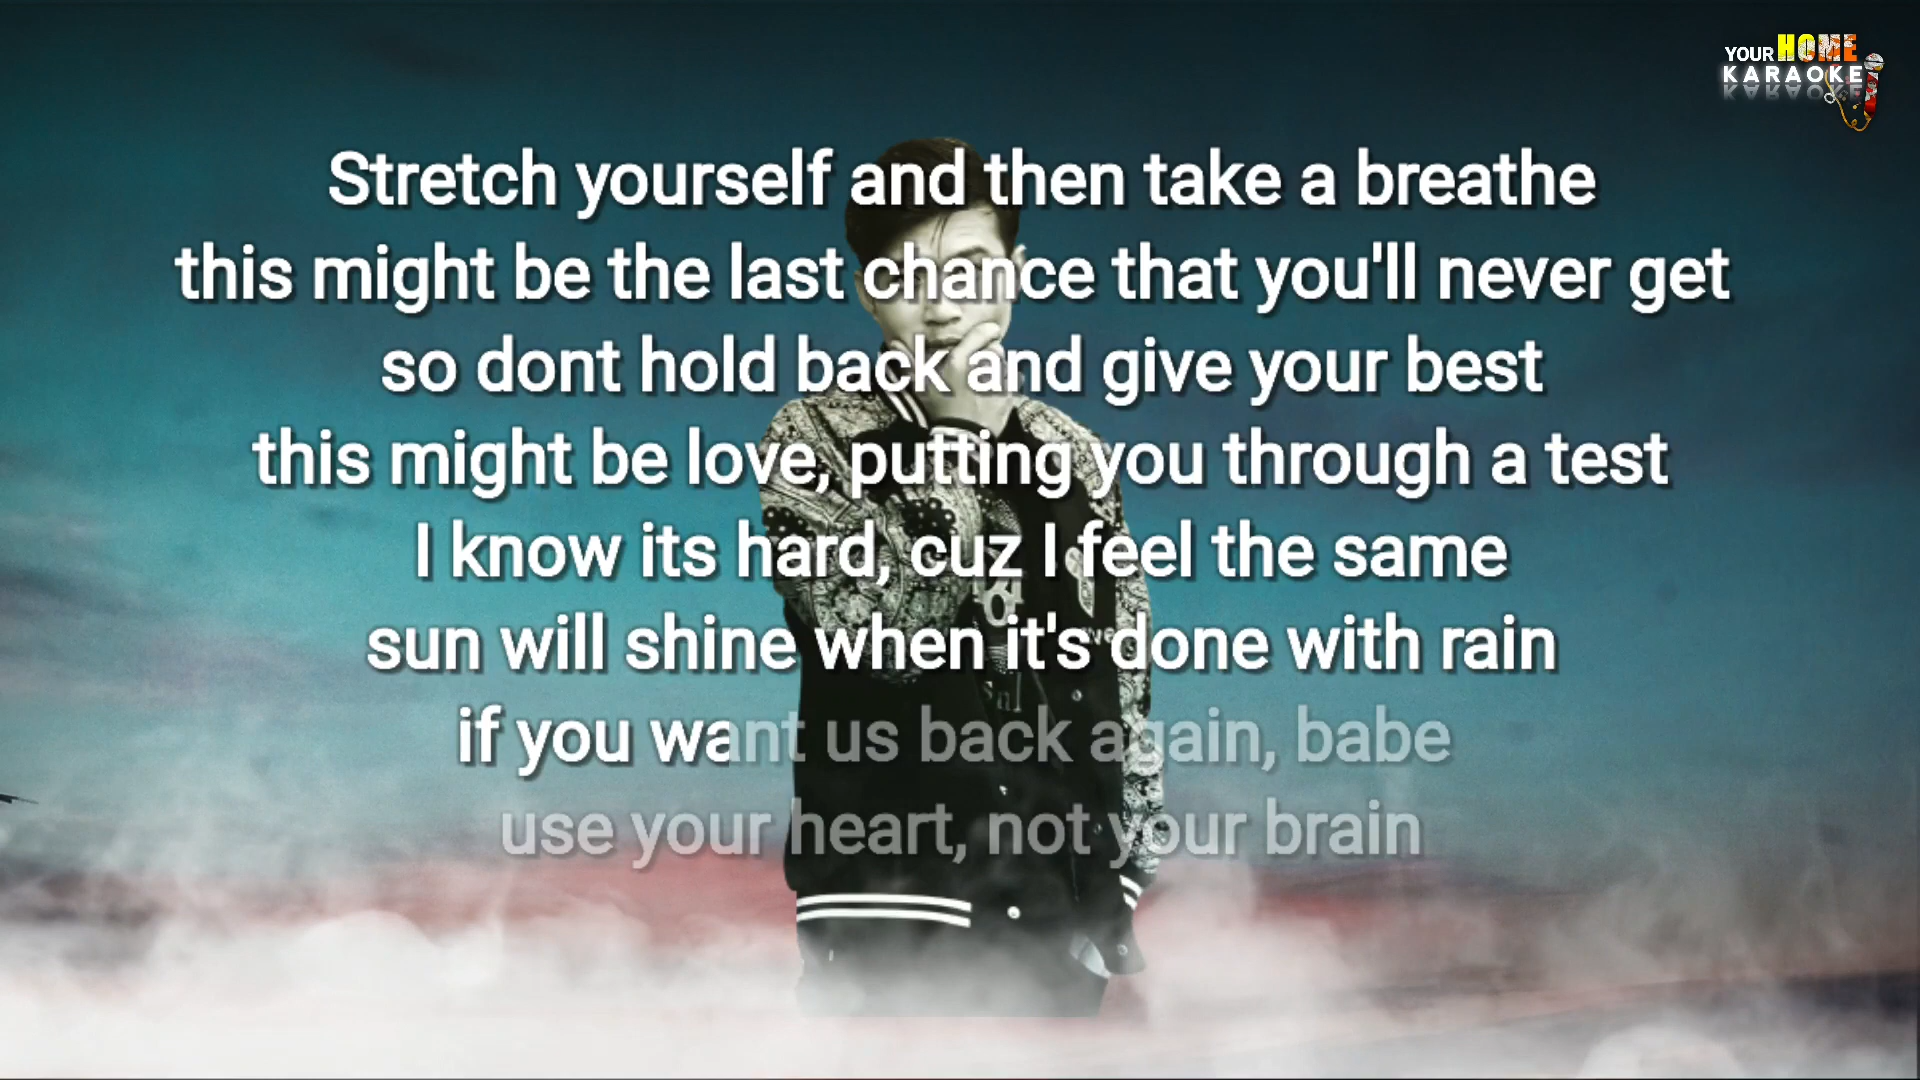 YOUR HOME
KARAOKE
Stretch yourself and then take a breathe
this might be the last chance that you'll never get
so dont hold back and give your best
this might be love, putting you through a test
I know its hard, cuz I feel the same
sun will shine when it's done with rain
if you want us back again, babe
use your heart, not your brain